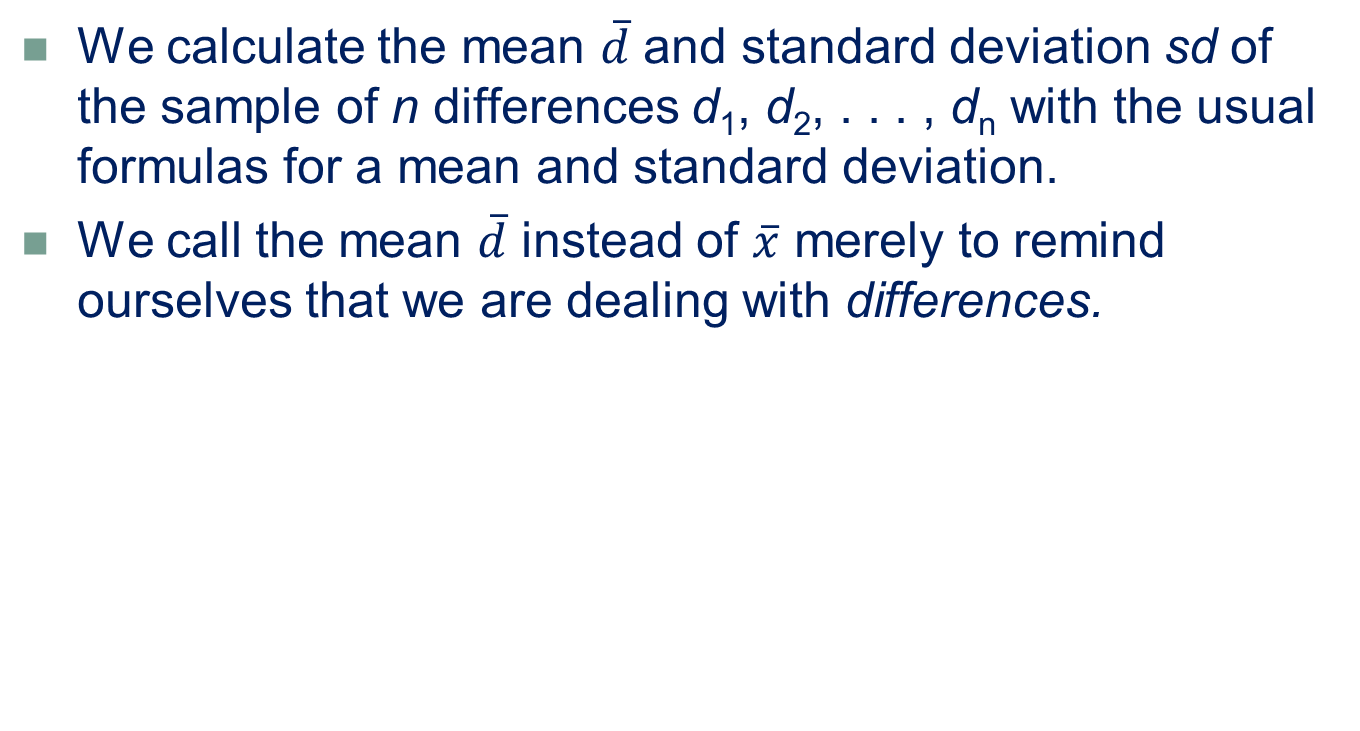 We calculate the mean d̄ and standard deviation sd of
the sample of n differences d₁, d₂, . . . , dₙ with the usual
formulas for a mean and standard deviation.
We call the mean d̄ instead of x̄ merely to remind
ourselves that we are dealing with differences.